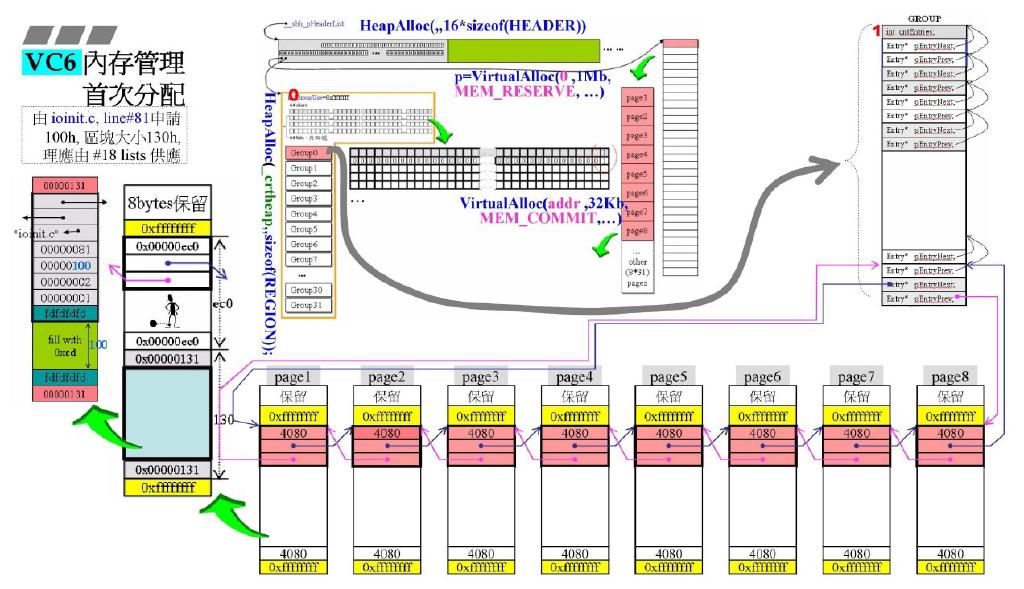 VC6 內存管理
首次分配
由 ioinit.c, line#81申請
100h, 區塊大小130h,
理應由 #18 lists 供應
_sbh_pHeaderList
HeapAlloc(,,16*sizeof(HEADER))
... ...
p=VirtualAlloc(0 ,1Mb,
MEM_RESERVE, ...)
HeapAlloc(_crtheap,,sizeof(REGION));
0
Group0
Group1
Group2
Group3
Group4
Group5
Group6
Group7
...
Group30
Group31
...
VirtualAlloc(addr ,32Kb,
MEM_COMMIT,...)
page1
page2
page3
page4
page5
page6
page7
page8
...
other
(8*31)
pages
GROUP
1
int cntEntries;
Entry* pEntryNext;
Entry* pEntryPrev;
Entry* pEntryNext;
Entry* pEntryPrev;
Entry* pEntryNext;
Entry* pEntryPrev;
Entry* pEntryNext;
Entry* pEntryPrev;
Entry* pEntryNext;
Entry* pEntryPrev;
Entry* pEntryNext;
Entry* pEntryPrev;
00000131
"ioinit.c"
00000081
00000100
00000002
00000001
fdfdfdfd
fill with
0xcd
100
fdfdfdfd
00000131
8bytes保留
0xffffffff
0x00000ec0
ec0
0x00000ec0
0x00000131
130
0x00000131
0xffffffff
page1 page2 page3 page4 page5 page6 page7 page8
保留 保留 保留 保留 保留 保留 保留 保留
0xffffffff 0xffffffff 0xffffffff 0xffffffff 0xffffffff 0xffffffff 0xffffffff 0xffffffff
4080 4080 4080 4080 4080 4080 4080 4080
4080 4080 4080 4080 4080 4080 4080 4080
0xffffffff 0xffffffff 0xffffffff 0xffffffff 0xffffffff 0xffffffff 0xffffffff 0xffffffff